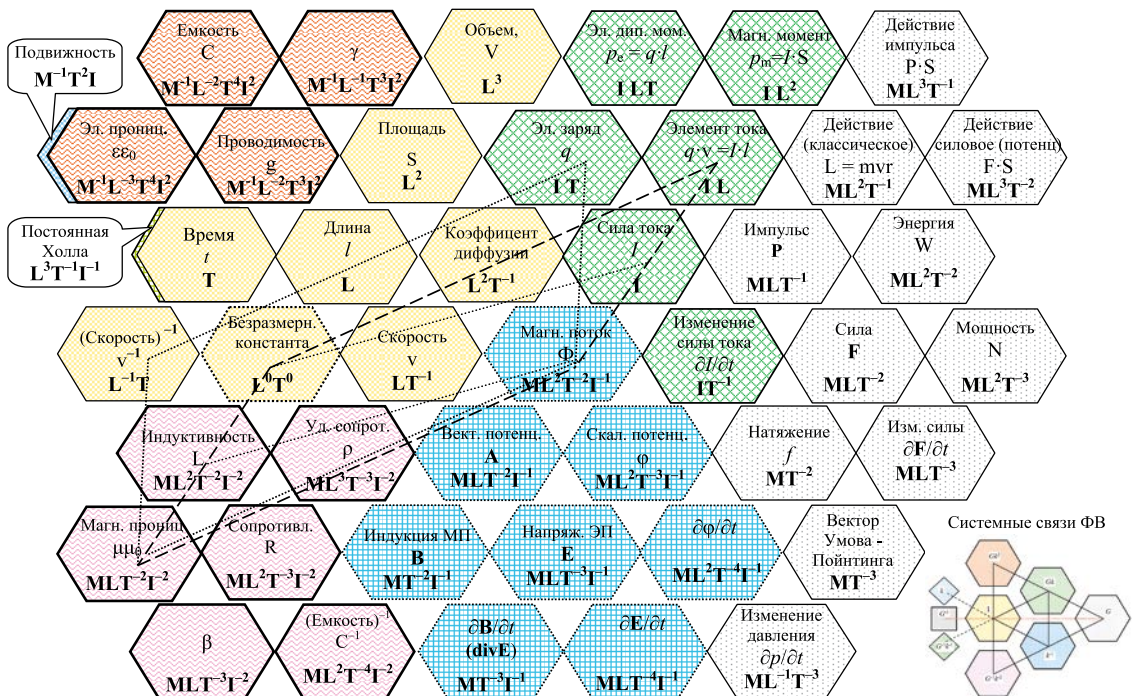 Подвижность
M⁻¹T²I
Емкость
C
M⁻¹L⁻²T⁴I²
γ
M⁻¹L⁻¹T³I²
Объем,
V
L³
Эл. дип. мом.
pₑ = q·l
I LT
Магн. момент
pₘ=I·S
I L²
Действие
импульса
P·S
ML³T⁻¹
Эл. прониц.
εε₀
M⁻¹L⁻³T⁴I²
Проводимость
g
M⁻¹L⁻²T³I²
Площадь
S
L²
Эл. заряд
q
I T
Элемент тока
q·v =I·l
I L
Действие
(классическое)
L = mvr
ML²T⁻¹
Действие
силовое (потенц)
F·S
ML³T⁻²
Постоянная
Холла
L³T⁻¹I⁻¹
Время
t
T
Длина
l
L
Коэффицент
диффузии
L²T⁻¹
Сила тока
I
I
Импульс
P
MLT⁻¹
Энергия
W
ML²T⁻²
(Скорость)⁻¹
v⁻¹
L⁻¹T
Безразмерн.
константа
L⁰T⁰
Скорость
v
LT⁻¹
Магн. поток
Φ
ML²T⁻²I⁻¹
Изменение
силы тока
∂I/∂t
IT⁻¹
Сила
F
MLT⁻²
Мощность
N
ML²T⁻³
Индуктивность
L
ML²T⁻²I⁻²
Уд. сопрот.
ρ
ML³T⁻³I⁻²
Вект. потенц.
A
MLT⁻²I⁻¹
Скал. потенц.
φ
ML²T⁻³I⁻¹
Натяжение
f
MT⁻²
Изм. силы
∂F/∂t
MLT⁻³
Магн. прониц
μμ₀
MLT⁻²I⁻²
Сопротивл.
R
ML²T⁻³I⁻²
Индукция МП
B
MT⁻²I⁻¹
Напряж. ЭП
E
MLT⁻³I⁻¹
∂φ/∂t
ML²T⁻⁴I⁻¹
Вектор
Умова -
Пойнтинга
MT⁻³
Системные связи ФВ
β
MLT⁻³I⁻²
(Емкость)⁻¹
C⁻¹
ML²T⁻⁴I⁻²
∂B/∂t
(divE)
MT⁻³I⁻¹
∂E/∂t
MLT⁻⁴I⁻¹
Изменение
давления
∂p/∂t
ML⁻¹T⁻³
Gk
G